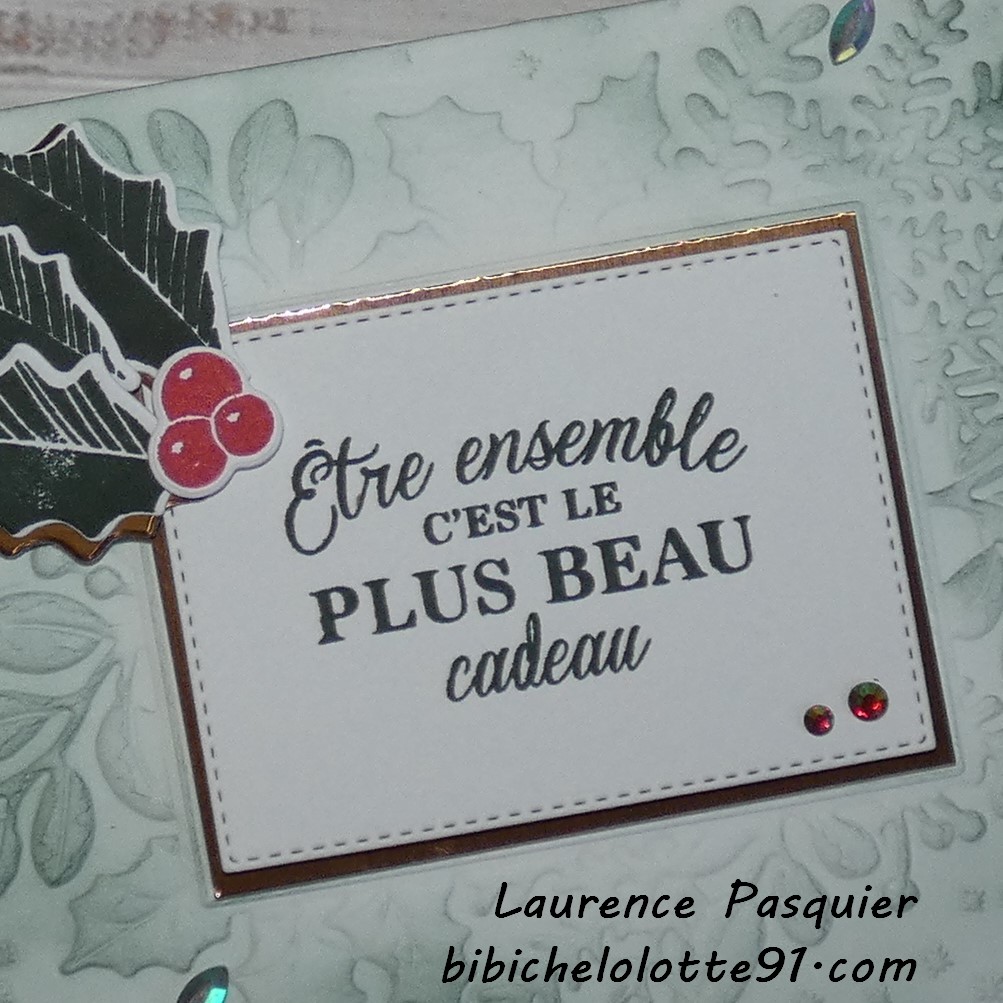 Être ensemble
C'EST LE
PLUS BEAU
cadeau
Laurence Pasquier
bibichelolotte91.com